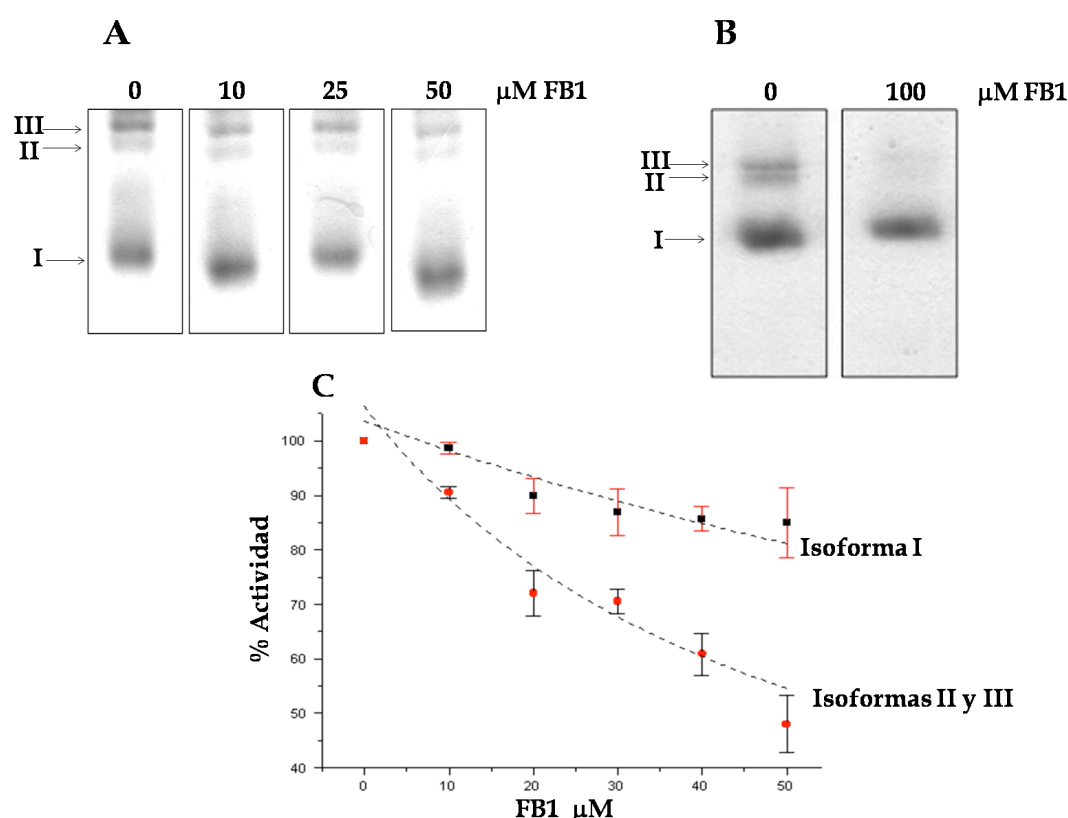 A
0 10 25 50 μM FB1
III
II
I
B
0 100 μM FB1
III
II
I
C
% Actividad
100
90
80
70
60
50
40
0 10 20 30 40 50
FB1 μM
Isoforma I
Isoformas II y III